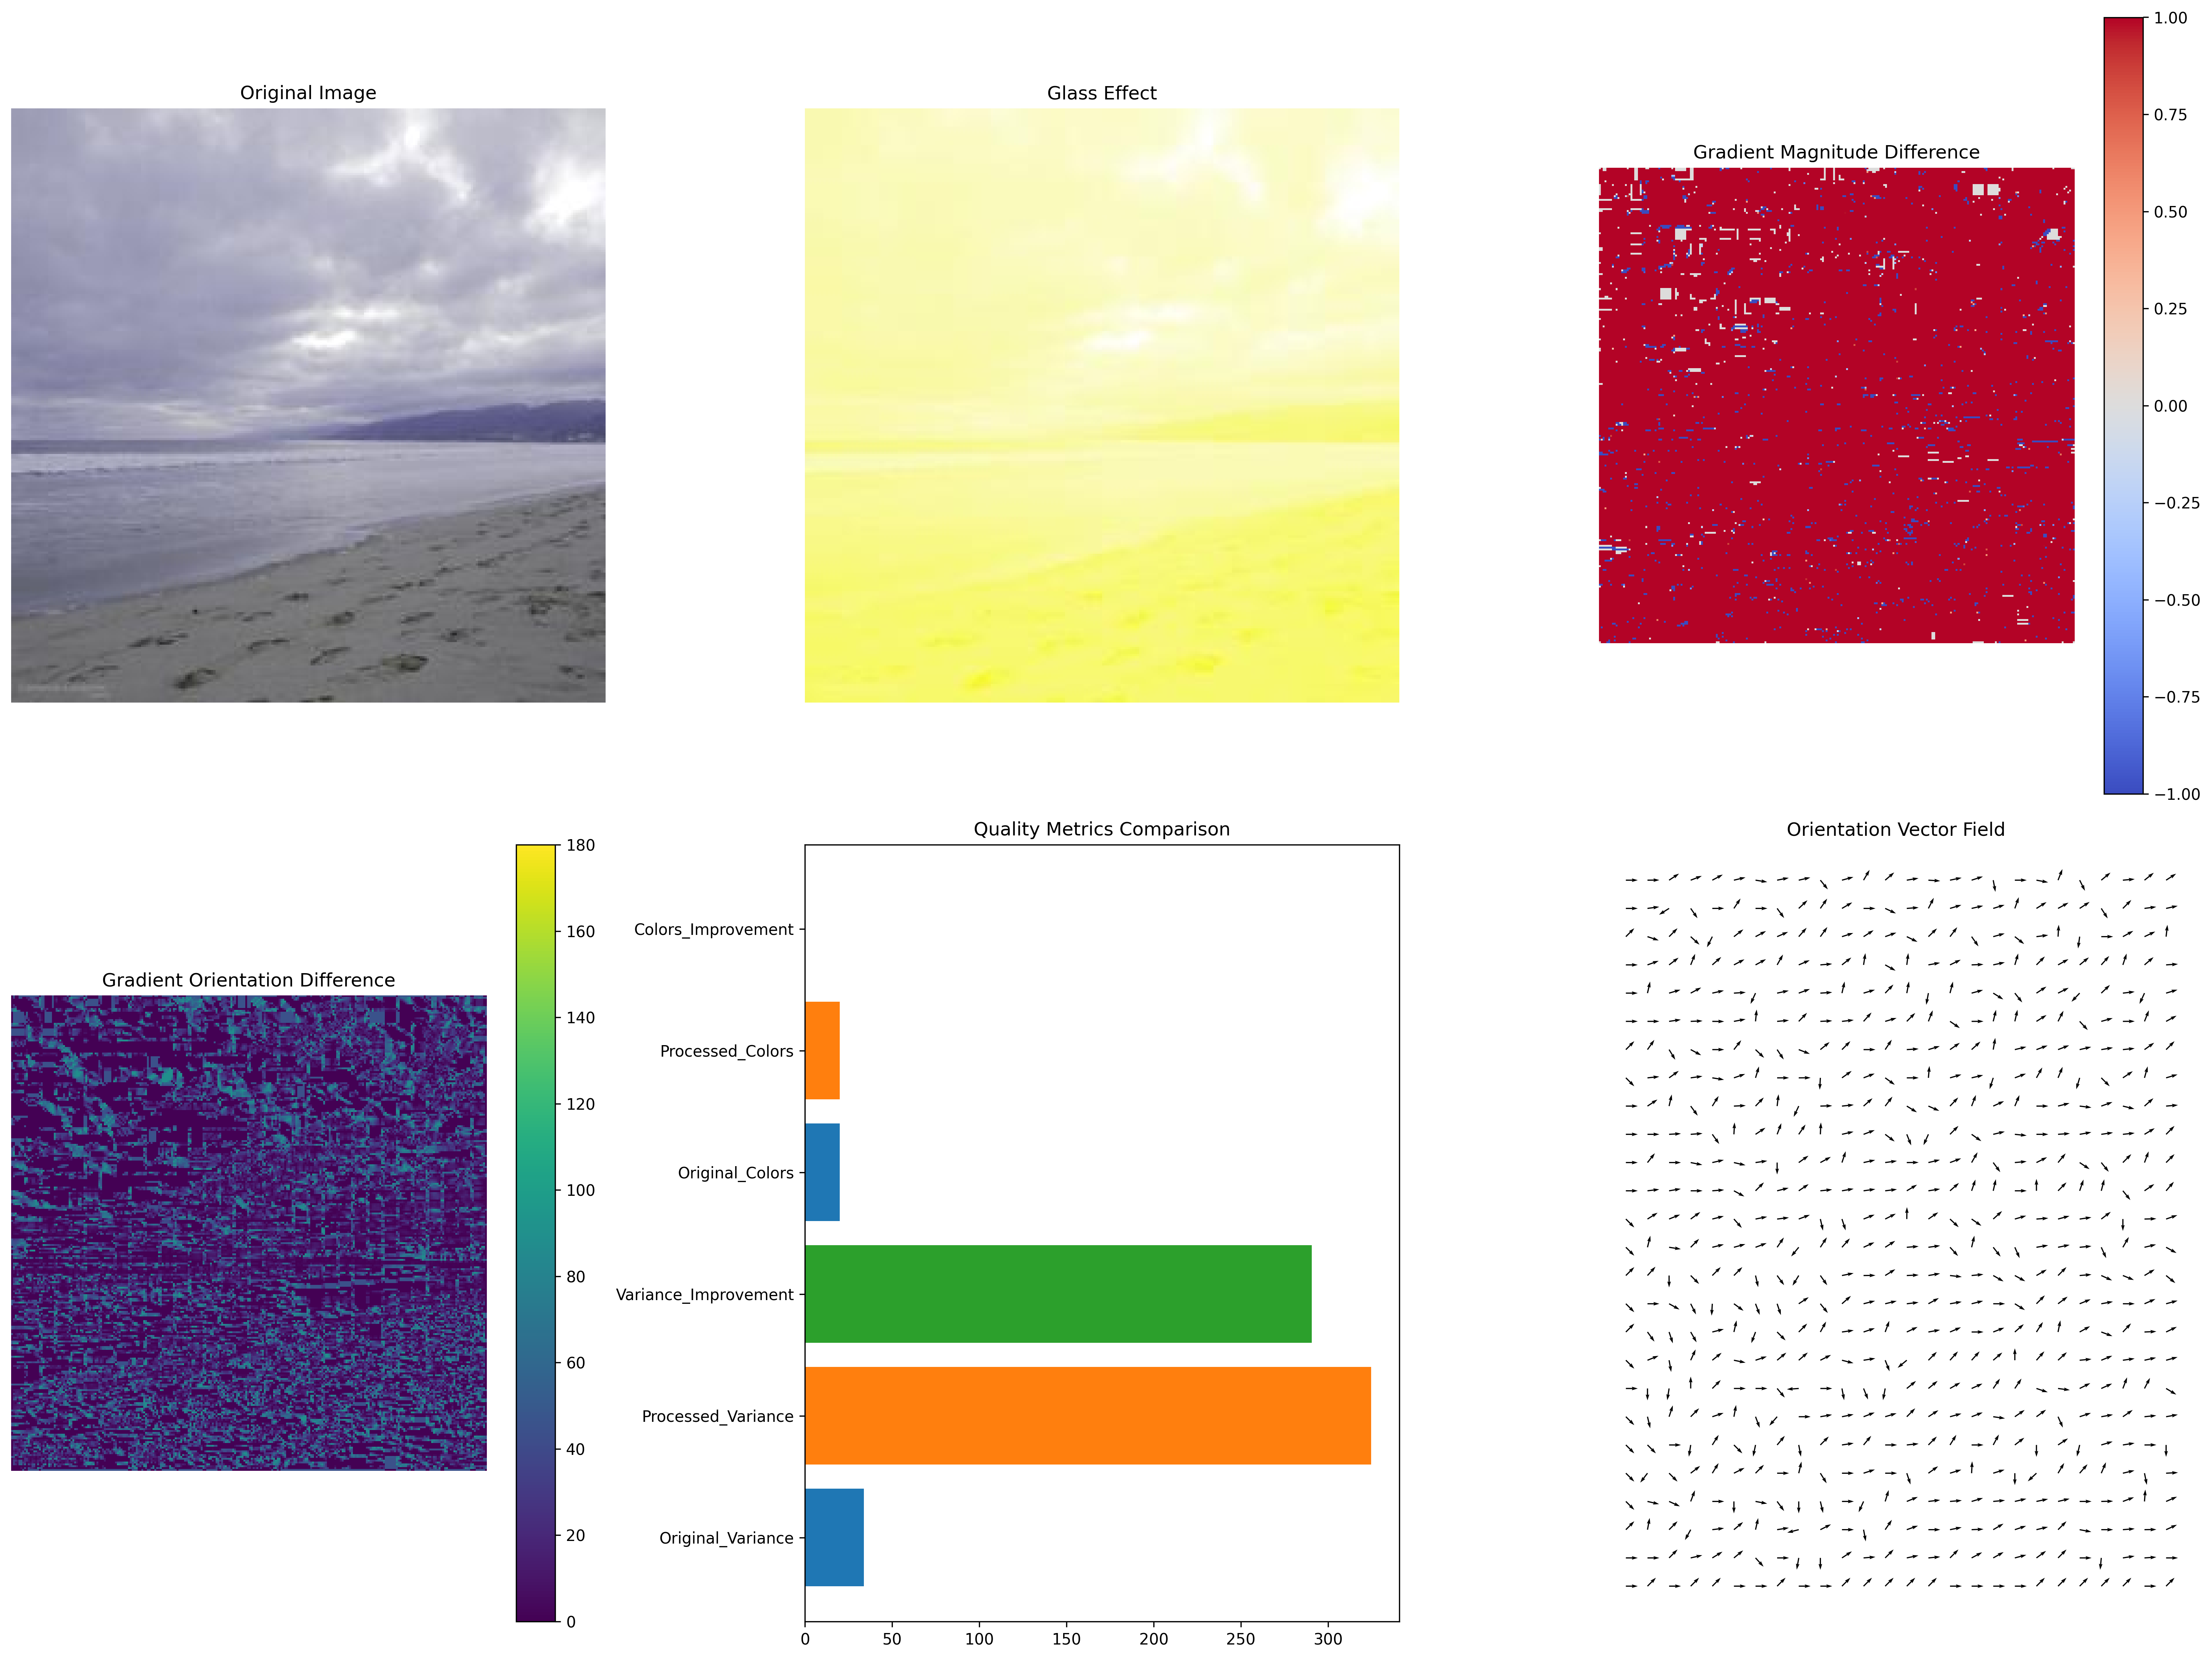 Original Image
Glass Effect
Gradient Magnitude Difference
1.00
0.75
0.50
0.25
0.00
−0.25
−0.50
−0.75
−1.00
Gradient Orientation Difference
180
160
140
120
100
80
60
40
20
0
Quality Metrics Comparison
Colors_Improvement
Processed_Colors
Original_Colors
Variance_Improvement
Processed_Variance
Original_Variance
0 50 100 150 200 250 300
Orientation Vector Field